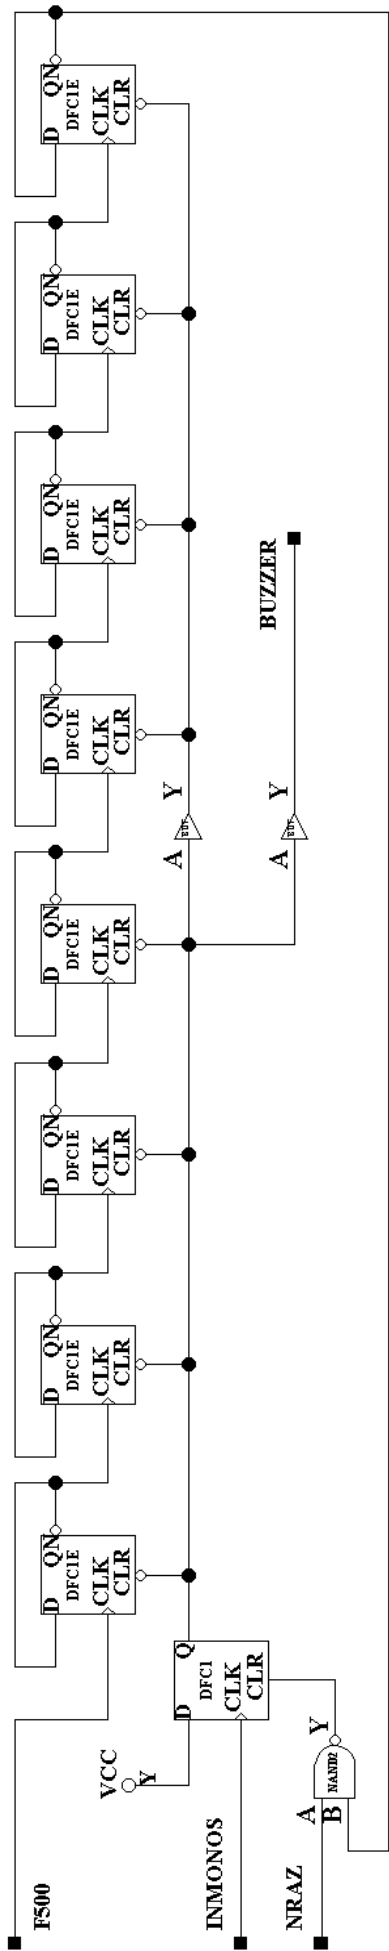 F500
D QN
DFC1E
CLK
CLR
D QN
DFC1E
CLK
CLR
D QN
DFC1E
CLK
CLR
D QN
DFC1E
CLK
CLR
D QN
DFC1E
CLK
CLR
D QN
DFC1E
CLK
CLR
D QN
DFC1E
CLK
CLR
D QN
DFC1E
CLK
CLR
VCC
Y
INMONOS
D Q
DFC1
CLK
CLR
A BUF Y
A BUF Y
BUZZER
NRAZ
A
B
NAND2
Y